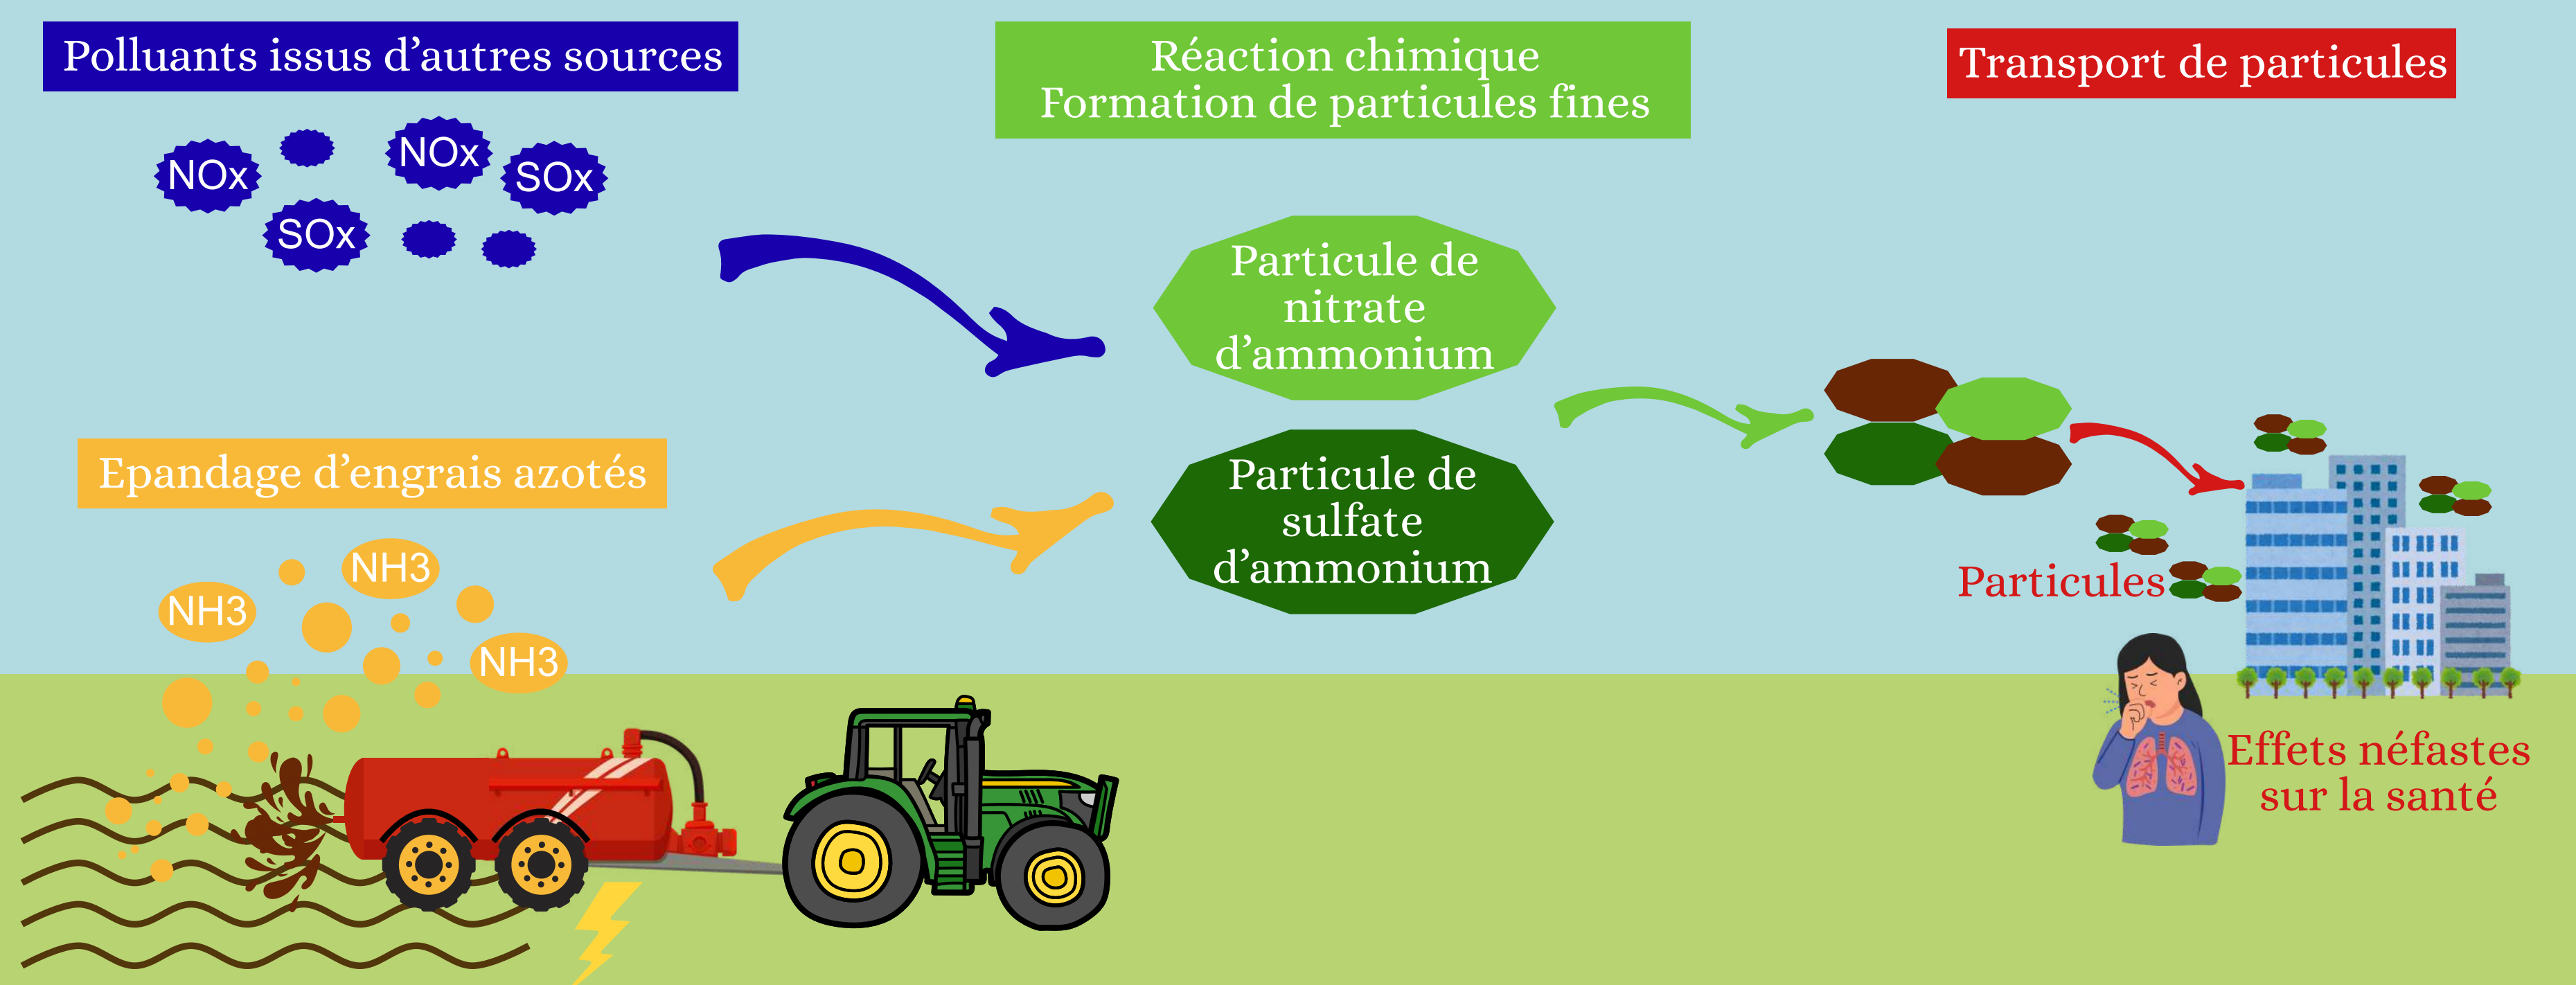 Polluants issus d'autres sources
NOx
NOx
SOx
SOx
Epandage d'engrais azotés
NH3
NH3
NH3
Réaction chimique
Formation de particules fines
Particule de
nitrate
d'ammonium
Particule de
sulfate
d'ammonium
Transport de particules
Particules
Effets néfastes
sur la santé